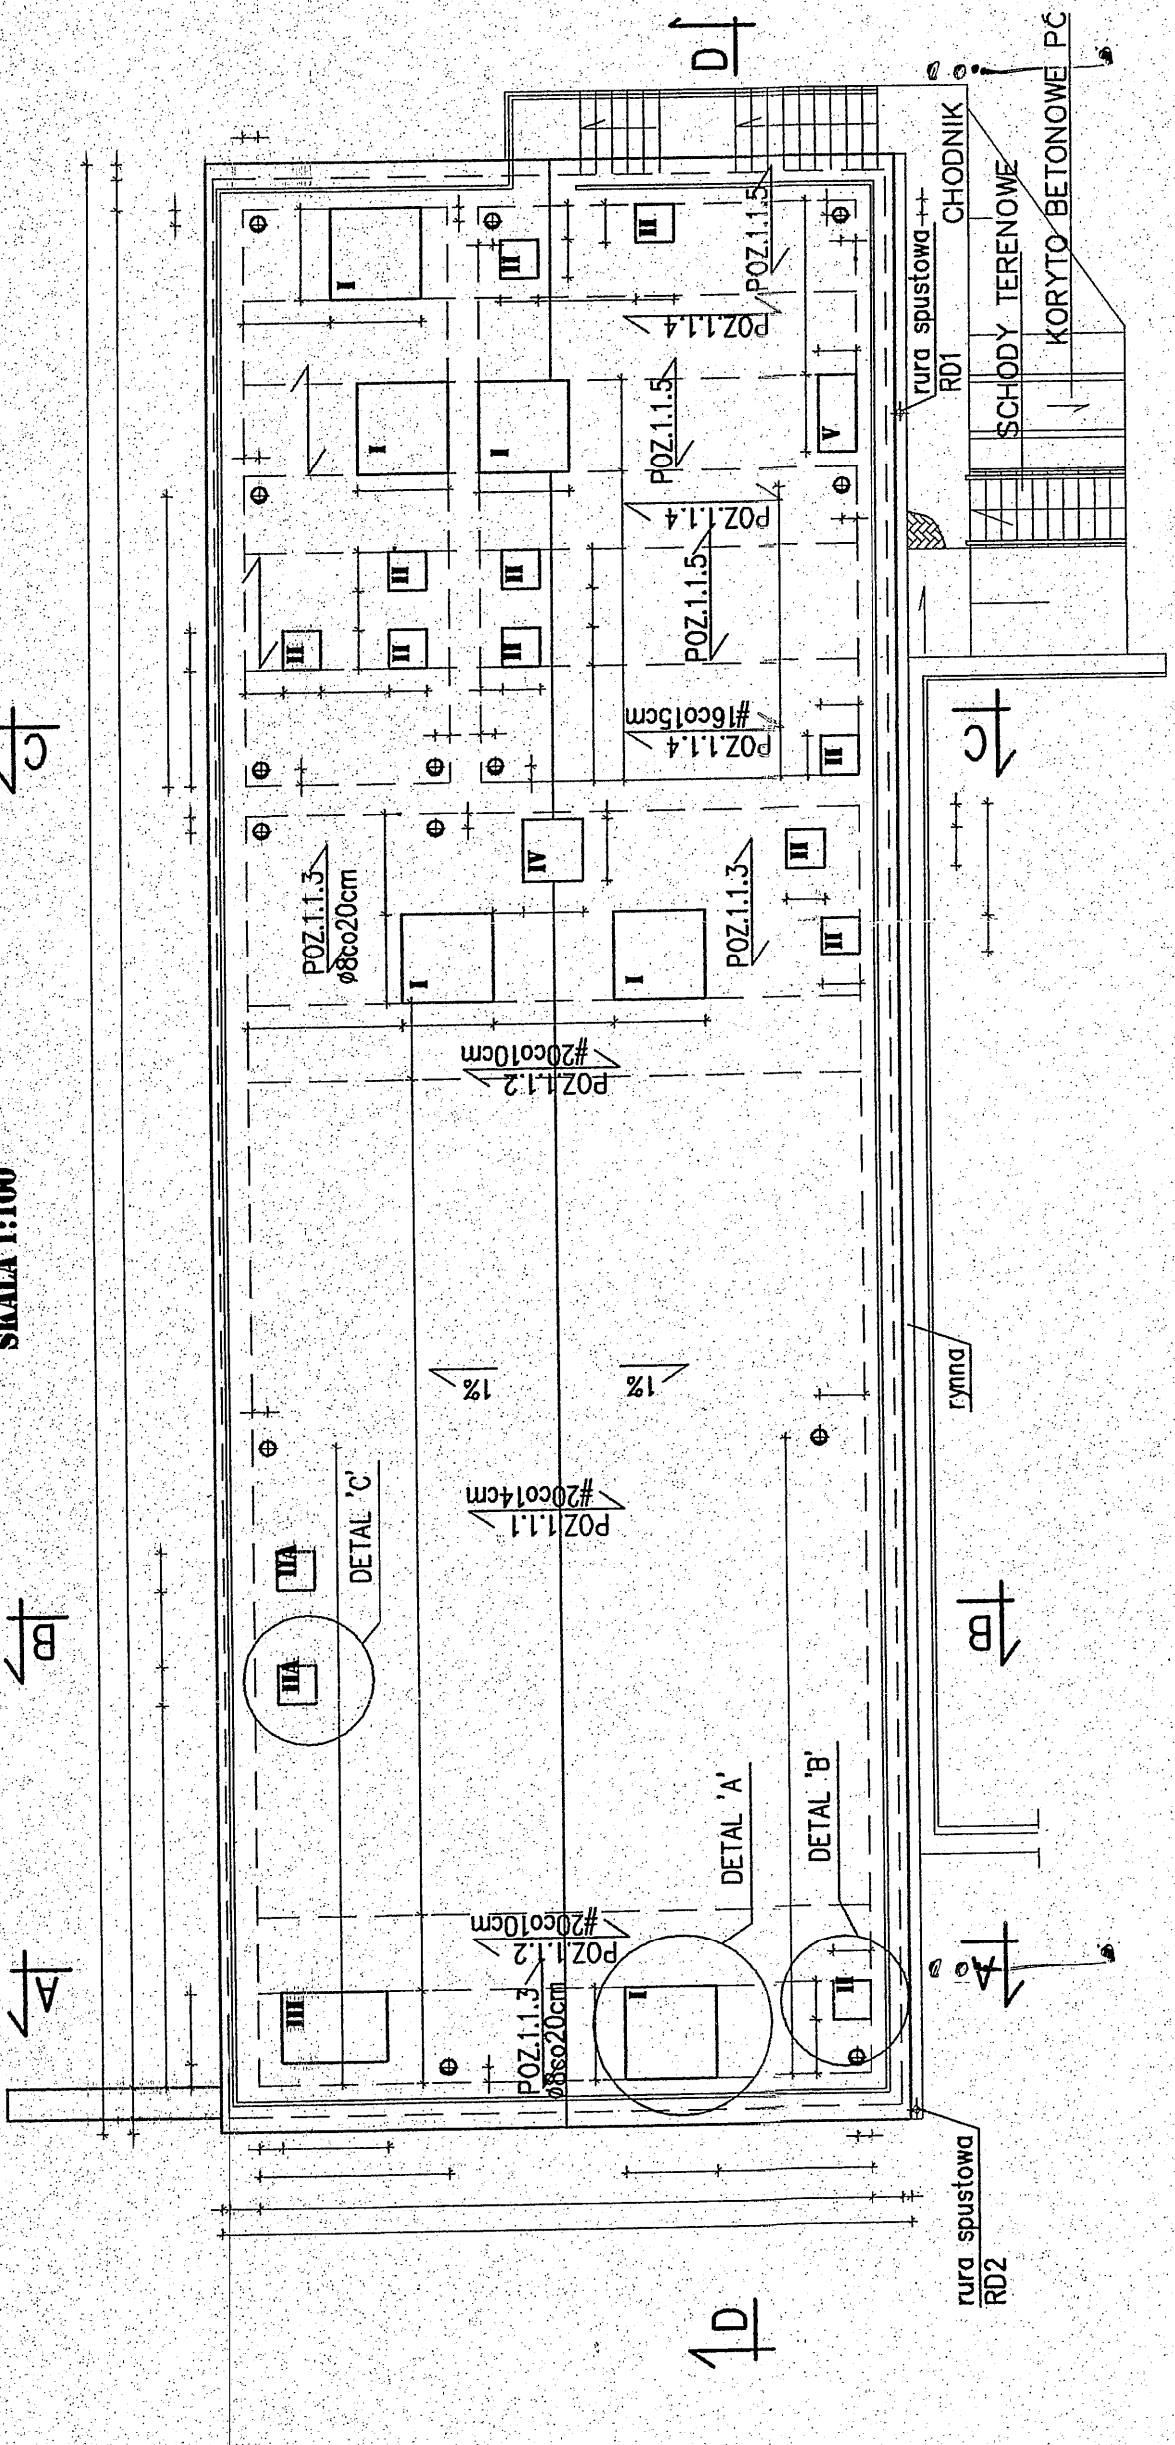 SKALA 1:100
C
B
A
D
POZ.1.1.5
POZ.1.1.4
POZ.1.1.5
POZ.1.1.4
POZ.1.1.5
POZ.1.1.4
#16co15cm
I
II
II
I
I
V
II
II
II
II
II
II
POZ.1.1.3
ø8co20cm
IV
II
POZ.1.1.3
II
I
I
POZ.1.1.2
#20co10cm
1%
1%
POZ.1.1.1
#20co14cm
IIA
IIA
DETAL 'C'
DETAL 'A'
DETAL 'B'
POZ.1.1.2
#20co10cm
POZ.1.1.3
ø8co20cm
III
I
II
rura spustowa
RD1
CHODNIK
SCHODY TERENOWE
KORYTO BETONOWE PC
rynna
C
B
A
D
rura spustowa
RD2